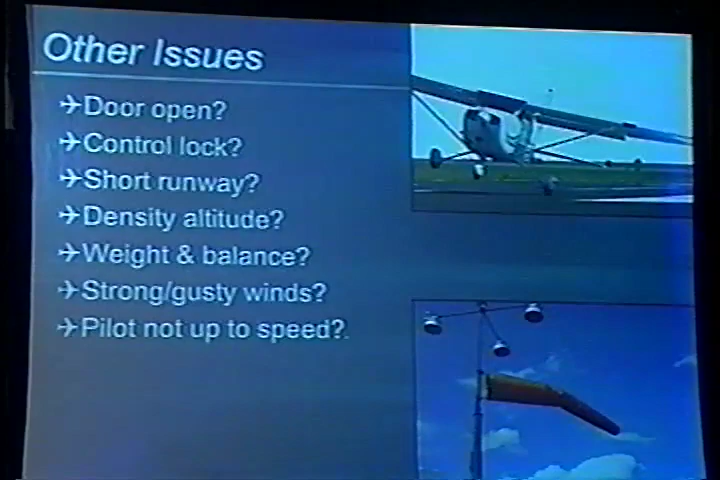 Other Issues
Door open?
Control lock?
Short runway?
Density altitude?
Weight & balance?
Strong/gusty winds?
Pilot not up to speed?